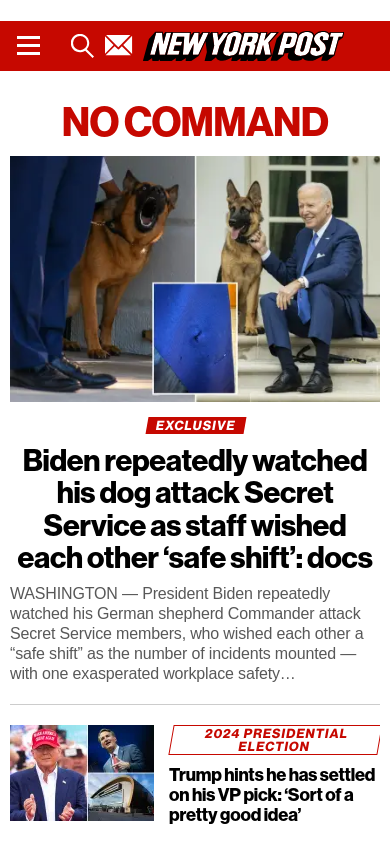 NEW YORK POST
NO COMMAND
EXCLUSIVE
Biden repeatedly watched
his dog attack Secret
Service as staff wished
each other ‘safe shift’: docs
WASHINGTON — President Biden repeatedly
watched his German shepherd Commander attack
Secret Service members, who wished each other a
“safe shift” as the number of incidents mounted —
with one exasperated workplace safety…
2024 PRESIDENTIAL
ELECTION
Trump hints he has settled
on his VP pick: ‘Sort of a
pretty good idea’